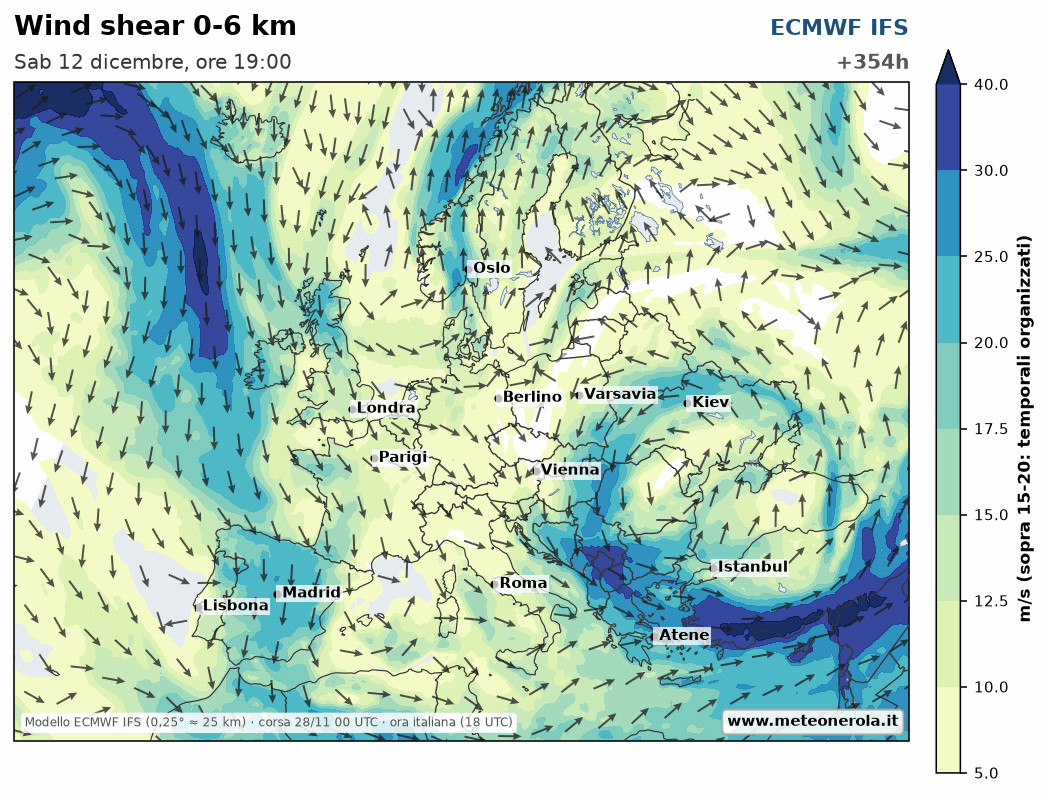 Wind shear 0-6 km
ECMWF IFS
Sab 12 dicembre, ore 19:00
+354h
40.0
30.0
25.0
20.0
17.5
15.0
12.5
10.0
5.0
m/s (sopra 15-20: temporali organizzati)
Oslo
Berlino
Varsavia
Kiev
Londra
Parigi
Vienna
Istanbul
Roma
Madrid
Lisbona
Atene
Modello ECMWF IFS (0,25° ≈ 25 km) · corsa 28/11 00 UTC · ora italiana (18 UTC)
www.meteonerola.it